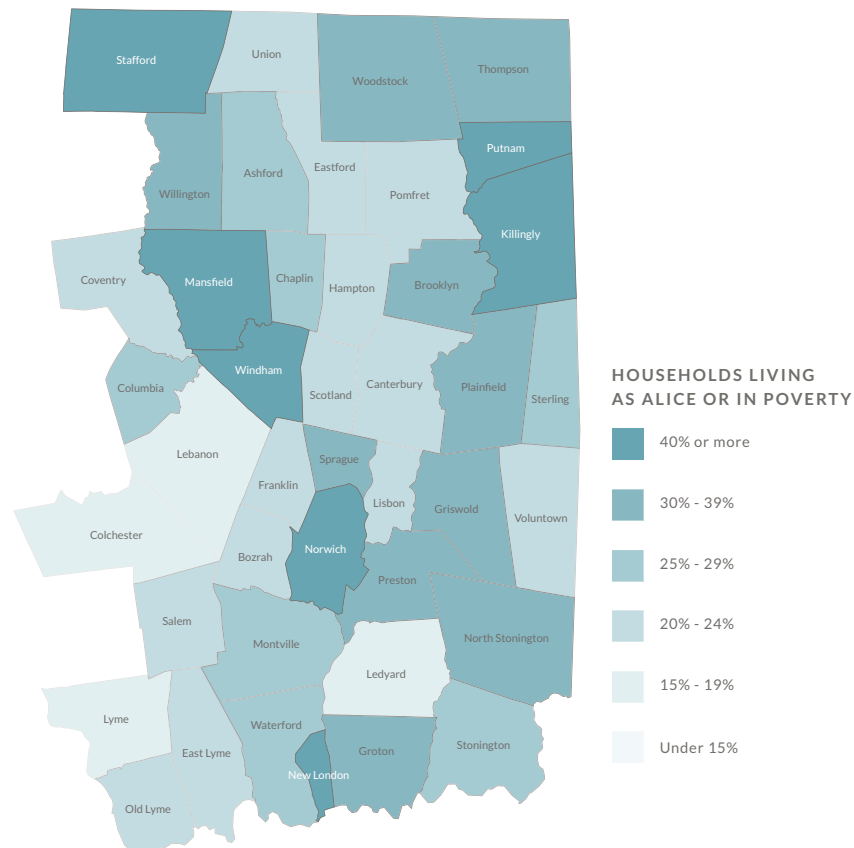 Stafford
Union
Woodstock
Thompson
Putnam
Willington
Ashford
Eastford
Pomfret
Killingly
Coventry
Mansfield
Chaplin
Hampton
Brooklyn
Columbia
Windham
Scotland
Canterbury
Plainfield
Sterling
Lebanon
Franklin
Sprague
Lisbon
Griswold
Voluntown
Colchester
Bozrah
Norwich
Preston
Salem
Montville
North Stonington
Ledyard
Lyme
East Lyme
Waterford
Groton
Stonington
New London
Old Lyme
HOUSEHOLDS LIVING
AS ALICE OR IN POVERTY
40% or more
30% - 39%
25% - 29%
20% - 24%
15% - 19%
Under 15%